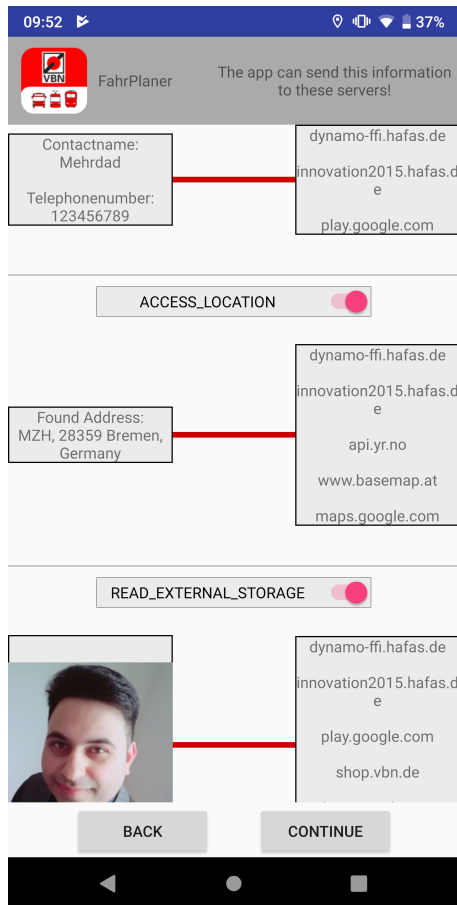 09:52
37%
VBN
FahrPlaner
The app can send this information
to these servers!
Contactname:
Mehrdad
Telephonenumber:
123456789
dynamo-ffi.hafas.de
innovation2015.hafas.d
e
play.google.com
ACCESS_LOCATION
Found Address:
MZH, 28359 Bremen,
Germany
dynamo-ffi.hafas.de
innovation2015.hafas.d
e
api.yr.no
www.basemap.at
maps.google.com
READ_EXTERNAL_STORAGE
dynamo-ffi.hafas.de
innovation2015.hafas.d
e
play.google.com
shop.vbn.de
BACK
CONTINUE